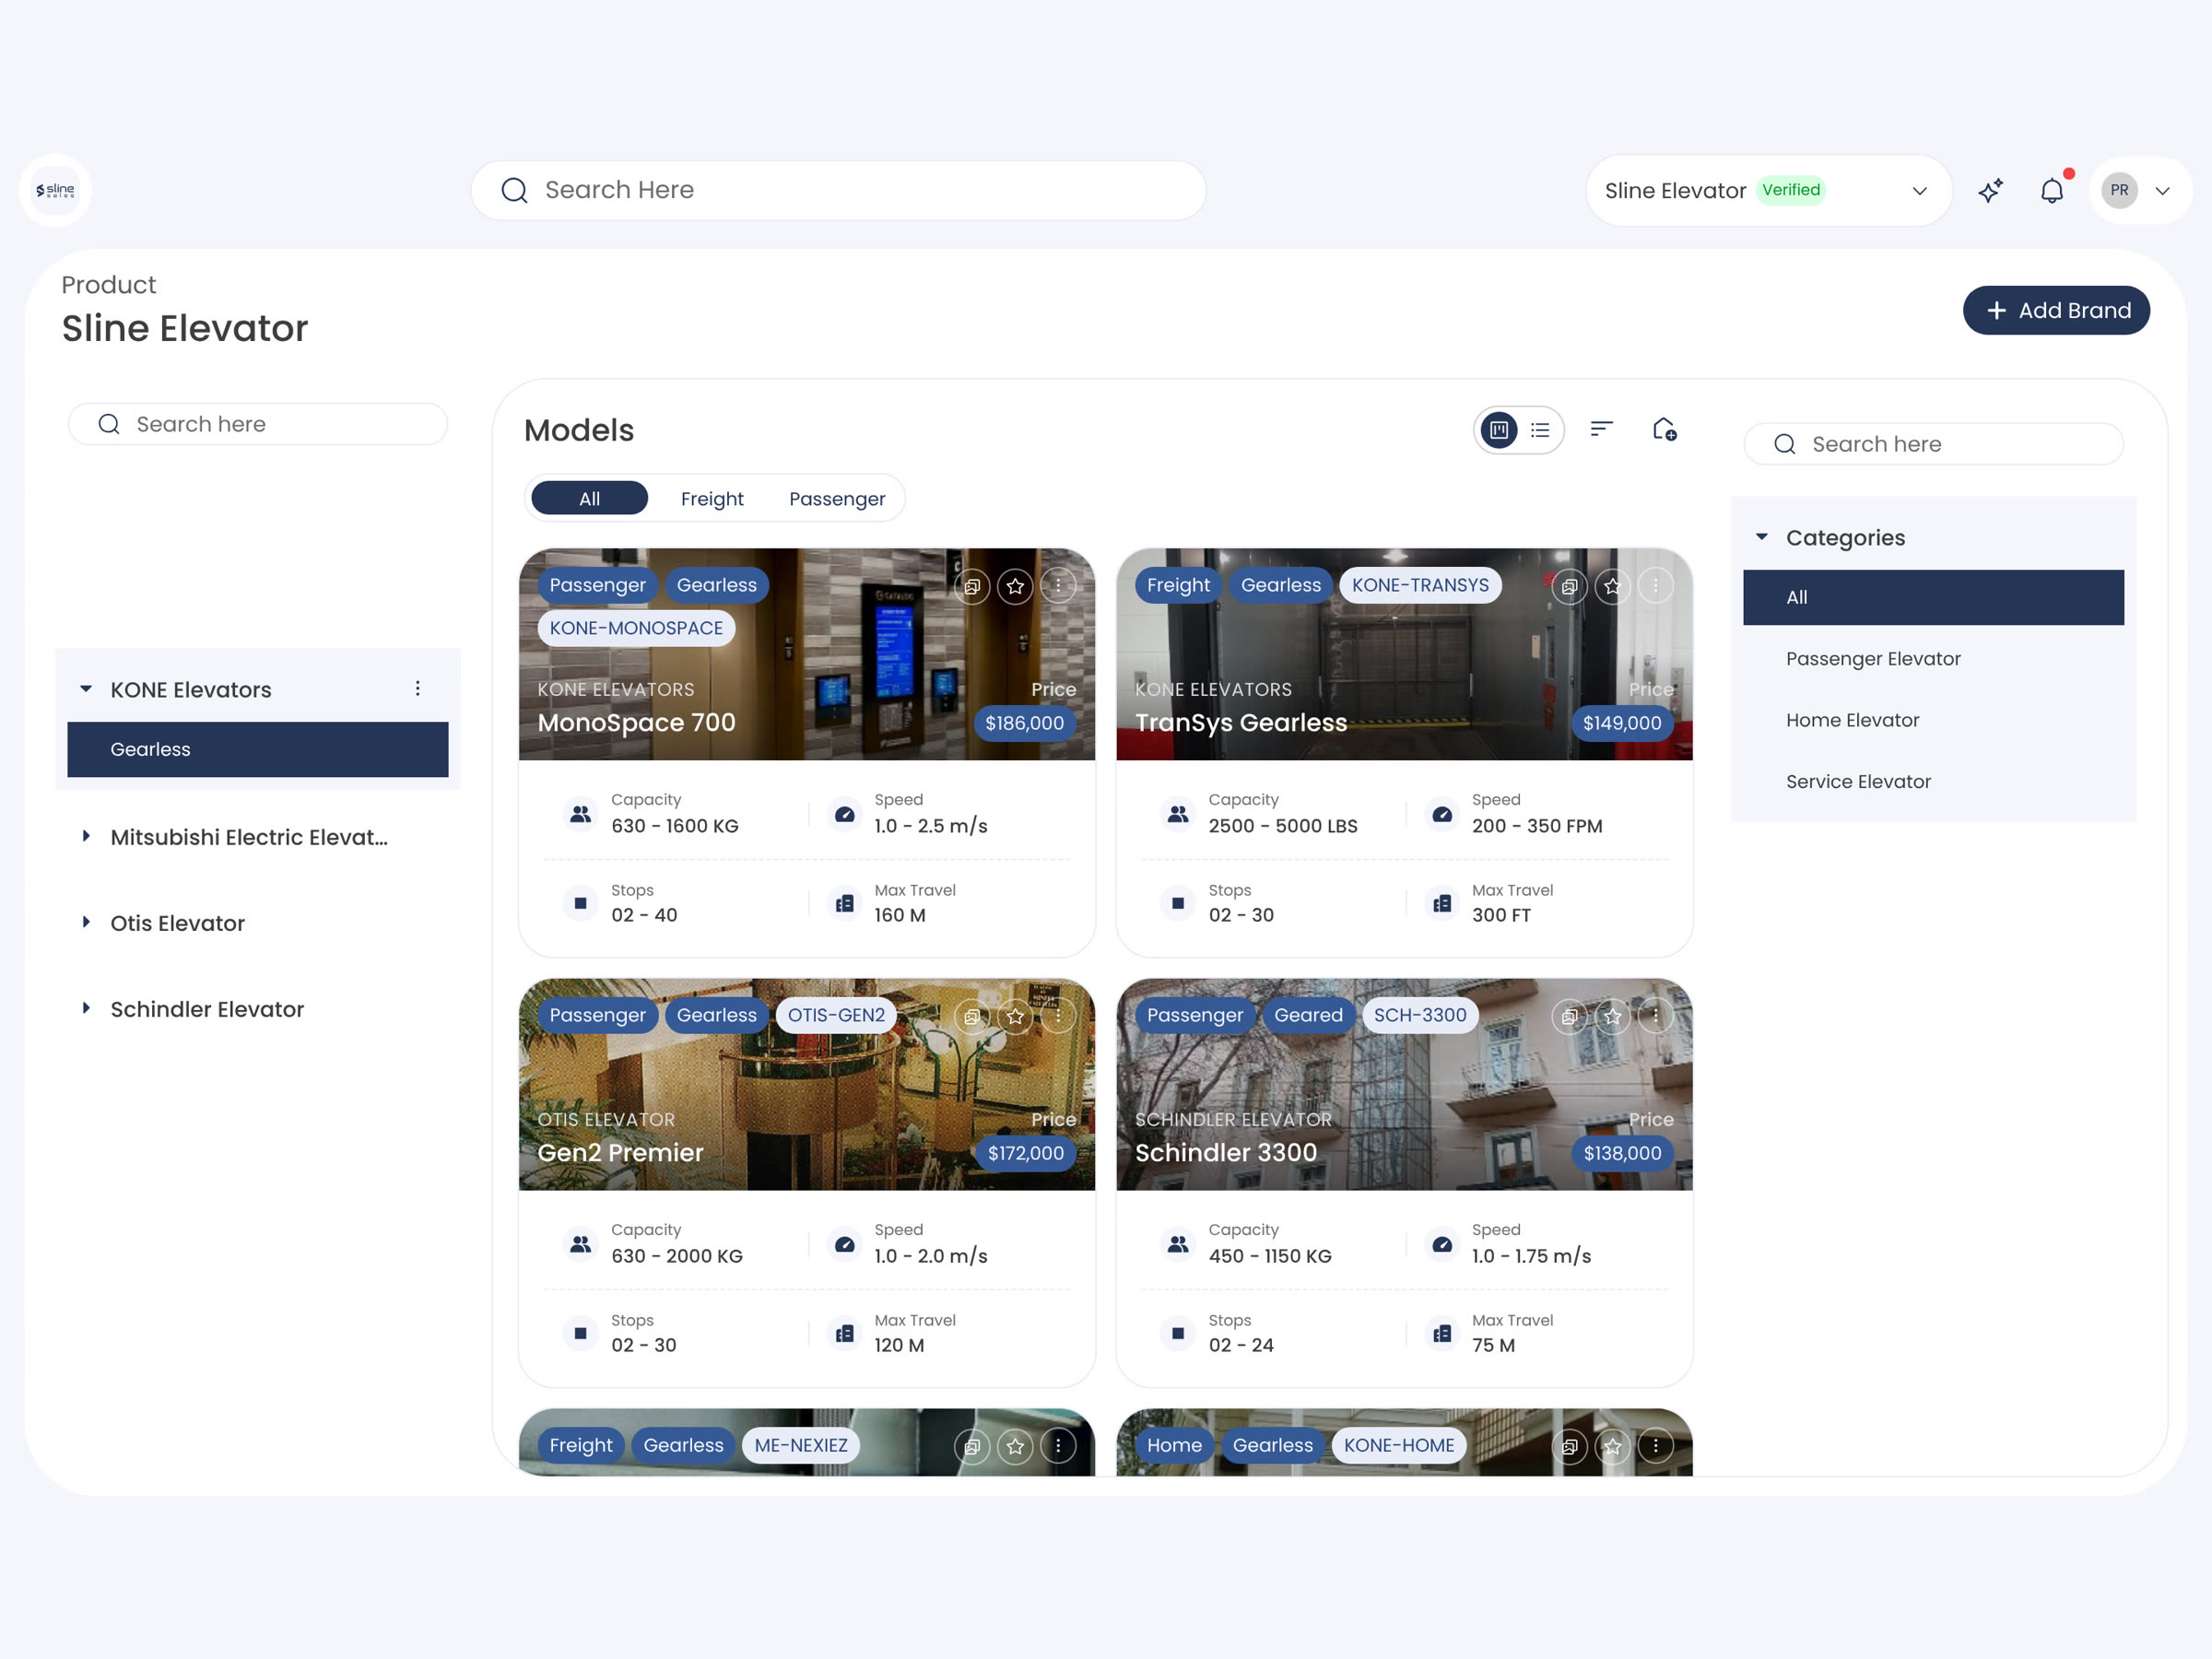 sline
sales
Search Here
Sline Elevator Verified
PR
Product
Sline Elevator
+ Add Brand
Search here
KONE Elevators
Gearless
Mitsubishi Electric Elevat...
Otis Elevator
Schindler Elevator
Models
All Freight Passenger
Passenger Gearless
KONE-MONOSPACE
KONE ELEVATORS Price
MonoSpace 700 $186,000
Capacity Speed
630 - 1600 KG 1.0 - 2.5 m/s
Stops Max Travel
02 - 40 160 M
Freight Gearless KONE-TRANSYS
KONE ELEVATORS Price
TranSys Gearless $149,000
Capacity Speed
2500 - 5000 LBS 200 - 350 FPM
Stops Max Travel
02 - 30 300 FT
Passenger Gearless OTIS-GEN2
OTIS ELEVATOR Price
Gen2 Premier $172,000
Capacity Speed
630 - 2000 KG 1.0 - 2.0 m/s
Stops Max Travel
02 - 30 120 M
Passenger Geared SCH-3300
SCHINDLER ELEVATOR Price
Schindler 3300 $138,000
Capacity Speed
450 - 1150 KG 1.0 - 1.75 m/s
Stops Max Travel
02 - 24 75 M
Freight Gearless ME-NEXIEZ
Home Gearless KONE-HOME
Search here
Categories
All
Passenger Elevator
Home Elevator
Service Elevator